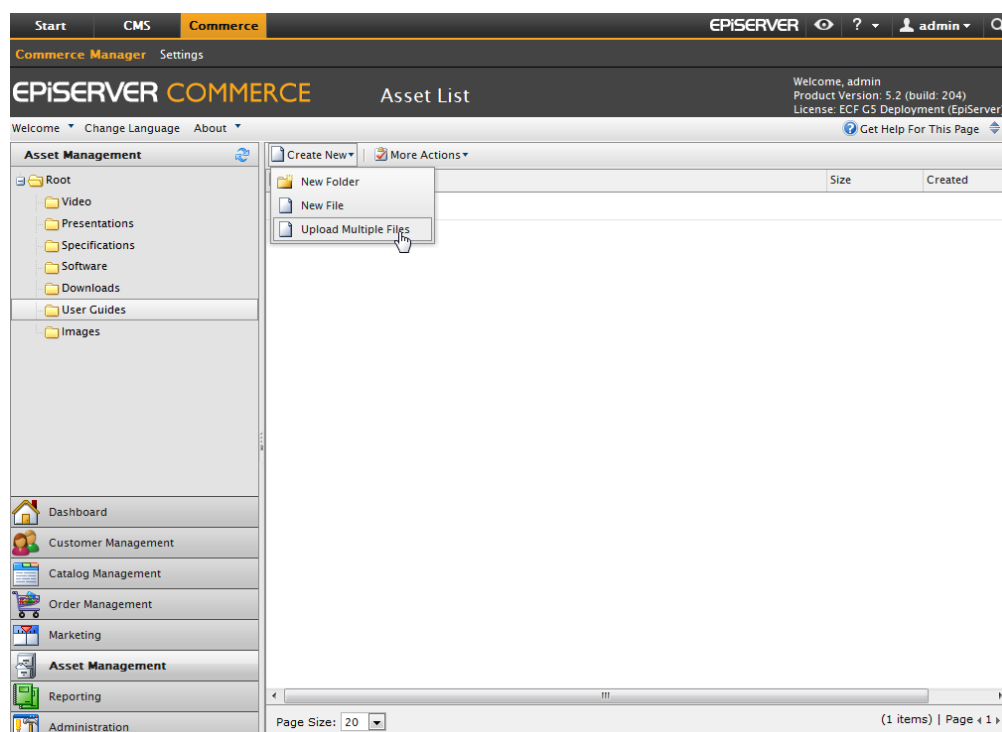 Start CMS Commerce EPiSERVER ? admin
Commerce Manager Settings
EPiSERVER COMMERCE Asset List
Welcome, admin
Product Version: 5.2 (build: 204)
License: ECF G5 Deployment (EpiServer)
Welcome Change Language About Get Help For This Page
Asset Management Create New More Actions
Root New Folder Size Created
Video New File
Presentations Upload Multiple Files
Specifications
Software
Downloads
User Guides
Images
Dashboard
Customer Management
Catalog Management
Order Management
Marketing
Asset Management
Reporting
Administration
Page Size: 20 (1 items) | Page 1